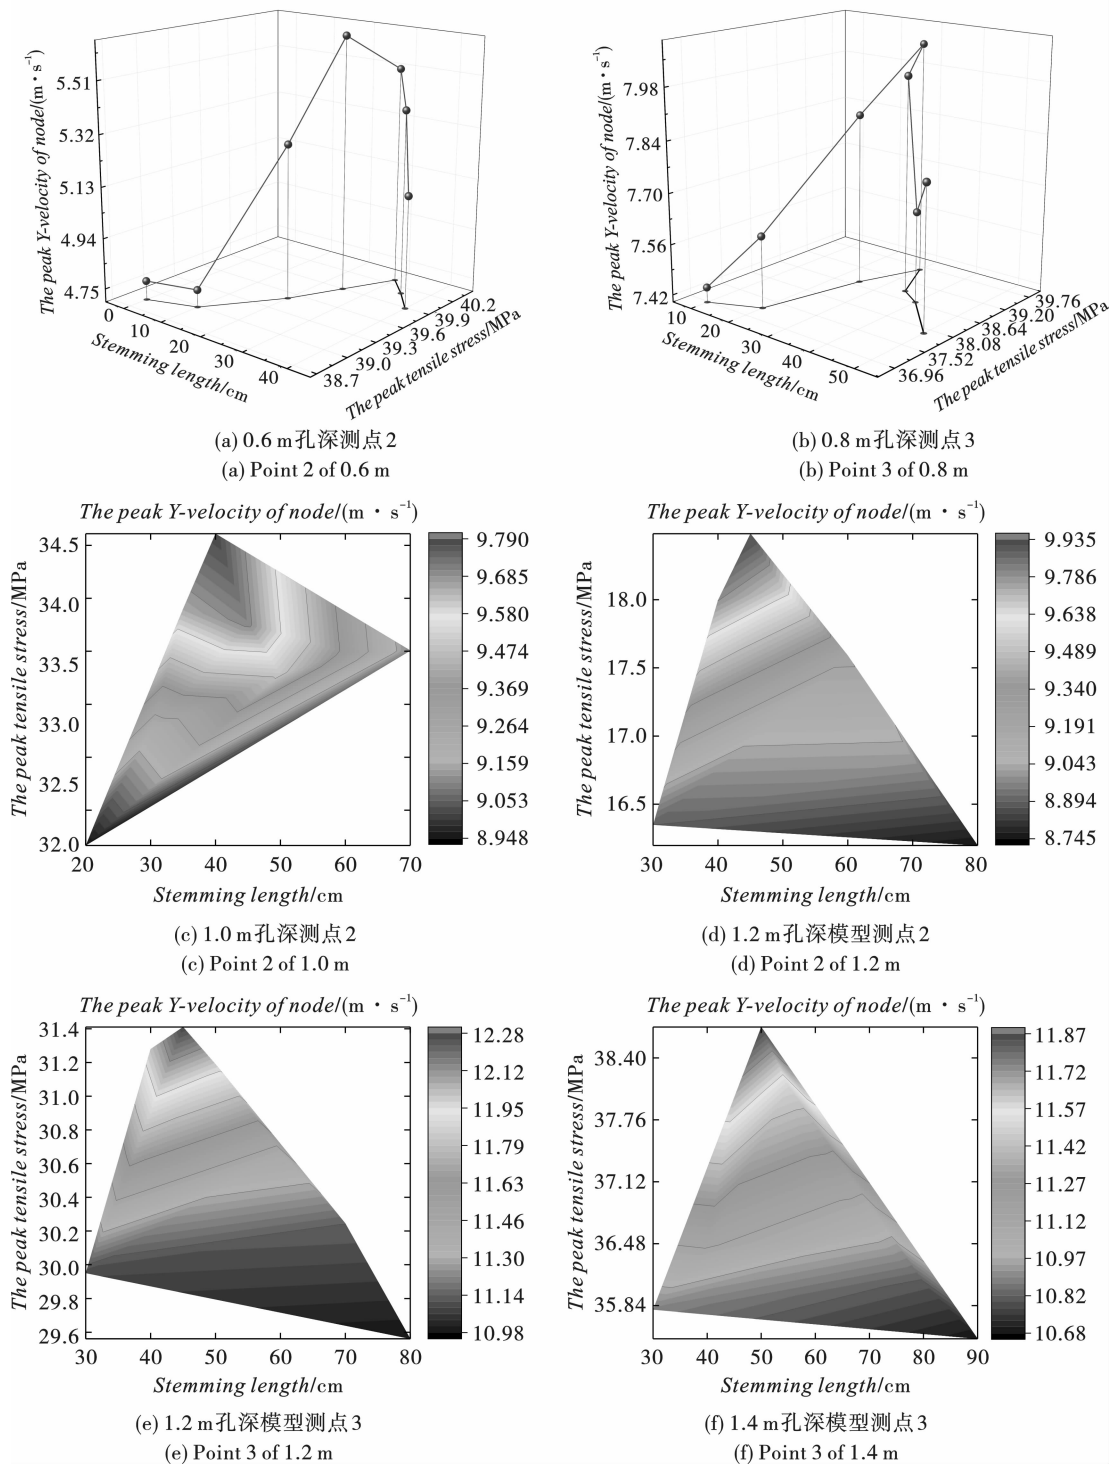 The peak Y-velocity of node/(m·s⁻¹)
5.51
5.32
5.13
4.94
4.75
0
10
20
30
40
Stemming length/cm
38.7
39.0
39.3
39.6
39.9
40.2
The peak tensile stress/MPa
(a) 0.6 m孔深测点2
(a) Point 2 of 0.6 m
The peak Y-velocity of node/(m·s⁻¹)
7.98
7.84
7.70
7.56
7.42
10
20
30
40
50
Stemming length/cm
36.96
37.52
38.08
38.64
39.20
39.76
The peak tensile stress/MPa
(b) 0.8 m孔深测点3
(b) Point 3 of 0.8 m
The peak Y-velocity of node/(m · s⁻¹)
The peak tensile stress/MPa
34.5
34.0
33.5
33.0
32.5
32.0
20 30 40 50 60 70
Stemming length/cm
9.790
9.685
9.580
9.474
9.369
9.264
9.159
9.053
8.948
(c) 1.0 m孔深测点2
(c) Point 2 of 1.0 m
The peak Y-velocity of node/(m · s⁻¹)
The peak tensile stress/MPa
18.0
17.5
17.0
16.5
30 40 50 60 70 80
Stemming length/cm
9.935
9.786
9.638
9.489
9.340
9.191
9.043
8.894
8.745
(d) 1.2 m孔深模型测点2
(d) Point 2 of 1.2 m
The peak Y-velocity of node/(m · s⁻¹)
The peak tensile stress/MPa
31.4
31.2
31.0
30.8
30.6
30.4
30.2
30.0
29.8
29.6
30 40 50 60 70 80
Stemming length/cm
12.28
12.12
11.95
11.79
11.63
11.46
11.30
11.14
10.98
(e) 1.2 m孔深模型测点3
(e) Point 3 of 1.2 m
The peak Y-velocity of node/(m · s⁻¹)
The peak tensile stress/MPa
38.40
37.76
37.12
36.48
35.84
30 40 50 60 70 80 90
Stemming length/cm
11.87
11.72
11.57
11.42
11.27
11.12
10.97
10.82
10.68
(f) 1.4 m孔深模型测点3
(f) Point 3 of 1.4 m